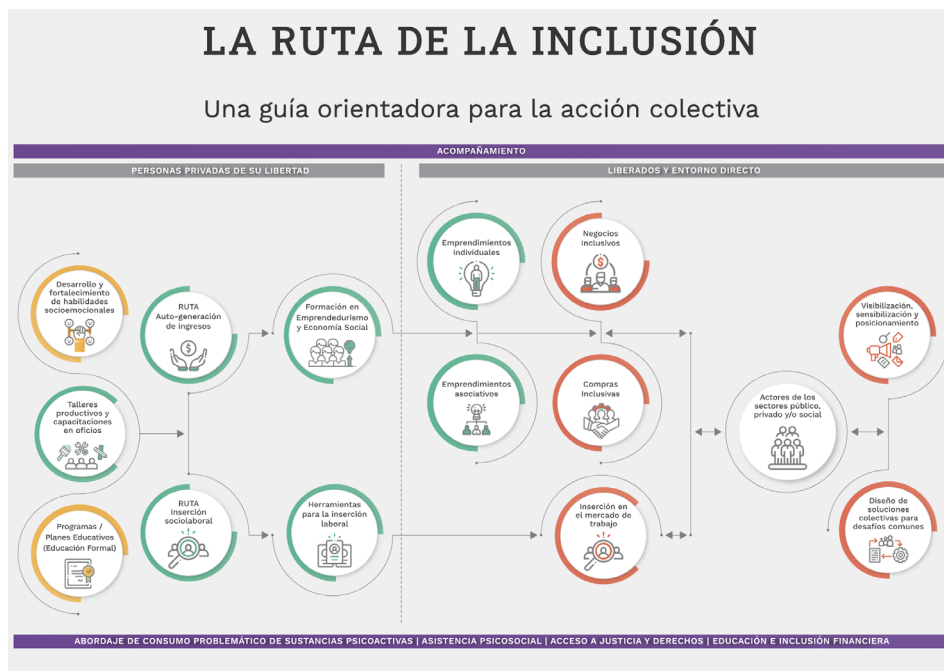 LA RUTA DE LA INCLUSIÓN
Una guía orientadora para la acción colectiva
ACOMPAÑAMIENTO
PERSONAS PRIVADAS DE SU LIBERTAD
LIBERADOS Y ENTORNO DIRECTO
Desarrollo y
fortalecimiento
de habilidades
socioemocionales
Talleres
productivos y
capacitaciones
en oficios
Programas /
Planes Educativos
(Educación Formal)
RUTA
Auto-generación
de ingresos
$
RUTA
Inserción
sociolaboral
Formación en
Emprendedurismo
y Economía Social
Herramientas
para la inserción
laboral
Emprendimientos
individuales
Emprendimientos
asociativos
Negocios
Inclusivos
$
Compras
Inclusivas
Inserción en
el mercado de
trabajo
Actores de los
sectores público,
privado y/o social
Visibilización,
sensibilización y
posicionamiento
Diseño de
soluciones
colectivas para
desafíos comunes
ABORDAJE DE CONSUMO PROBLEMÁTICO DE SUSTANCIAS PSICOACTIVAS | ASISTENCIA PSICOSOCIAL | ACCESO A JUSTICIA Y DERECHOS | EDUCACIÓN E INCLUSIÓN FINANCIERA